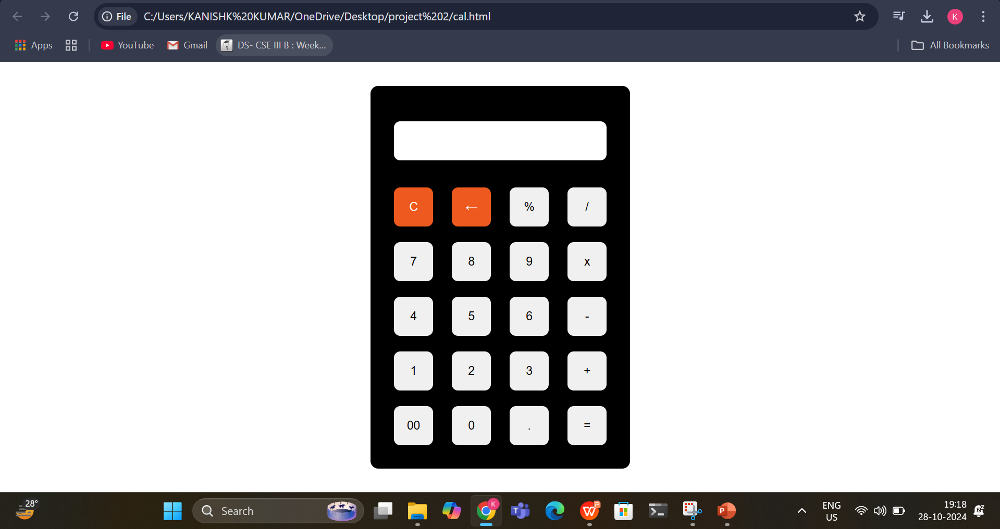 File C:/Users/KANISHK%20KUMAR/OneDrive/Desktop/project%202/cal.html K
Apps YouTube Gmail DS- CSE III B : Week... All Bookmarks
C ← % /
7 8 9 x
4 5 6 -
1 2 3 +
00 0 . =
28° Search ENG 19:18
US 28-10-2024